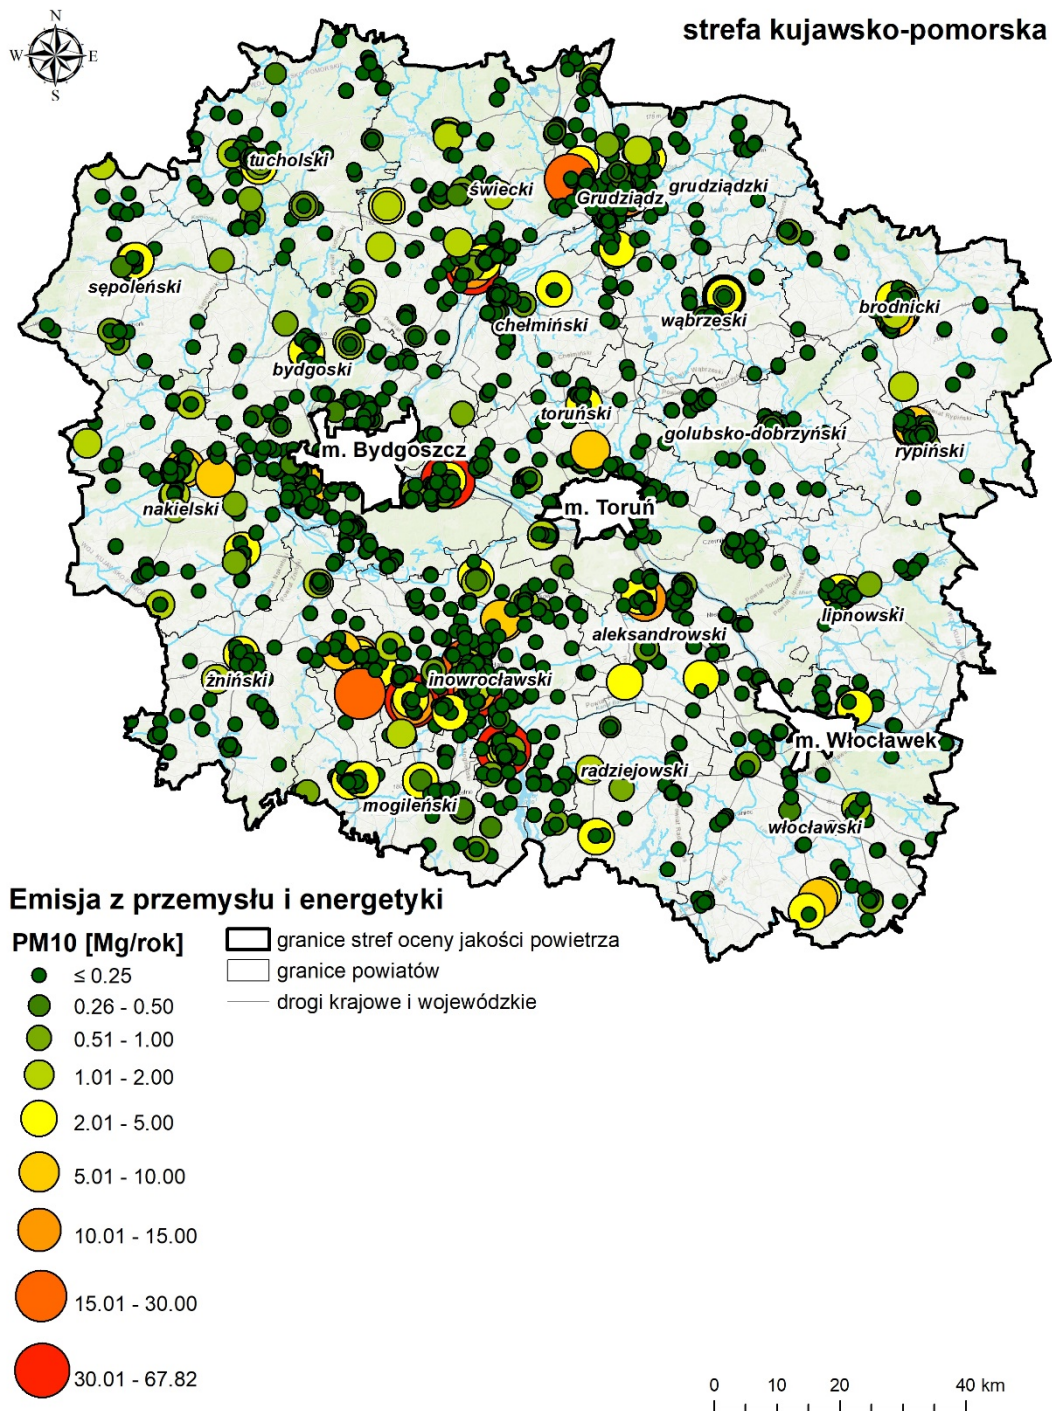 strefa kujawsko-pomorska
N
W E
S
tucholski
świecki
Grudziądz
grudziądzki
sępoleński
chełmiński
wąbrzeski
brodnicki
bydgoski
toruński
golubsko-dobrzyński
rypiński
m. Bydgoszcz
nakielski
m. Toruń
lipnowski
aleksandrowski
żniński
inowrocławski
m. Włocławek
radziejowski
mogileński
włocławski
Emisja z przemysłu i energetyki
PM10 [Mg/rok]
≤ 0.25
0.26 - 0.50
0.51 - 1.00
1.01 - 2.00
2.01 - 5.00
5.01 - 10.00
10.01 - 15.00
15.01 - 30.00
30.01 - 67.82
granice stref oceny jakości powietrza
granice powiatów
drogi krajowe i wojewódzkie
0 10 20 40 km